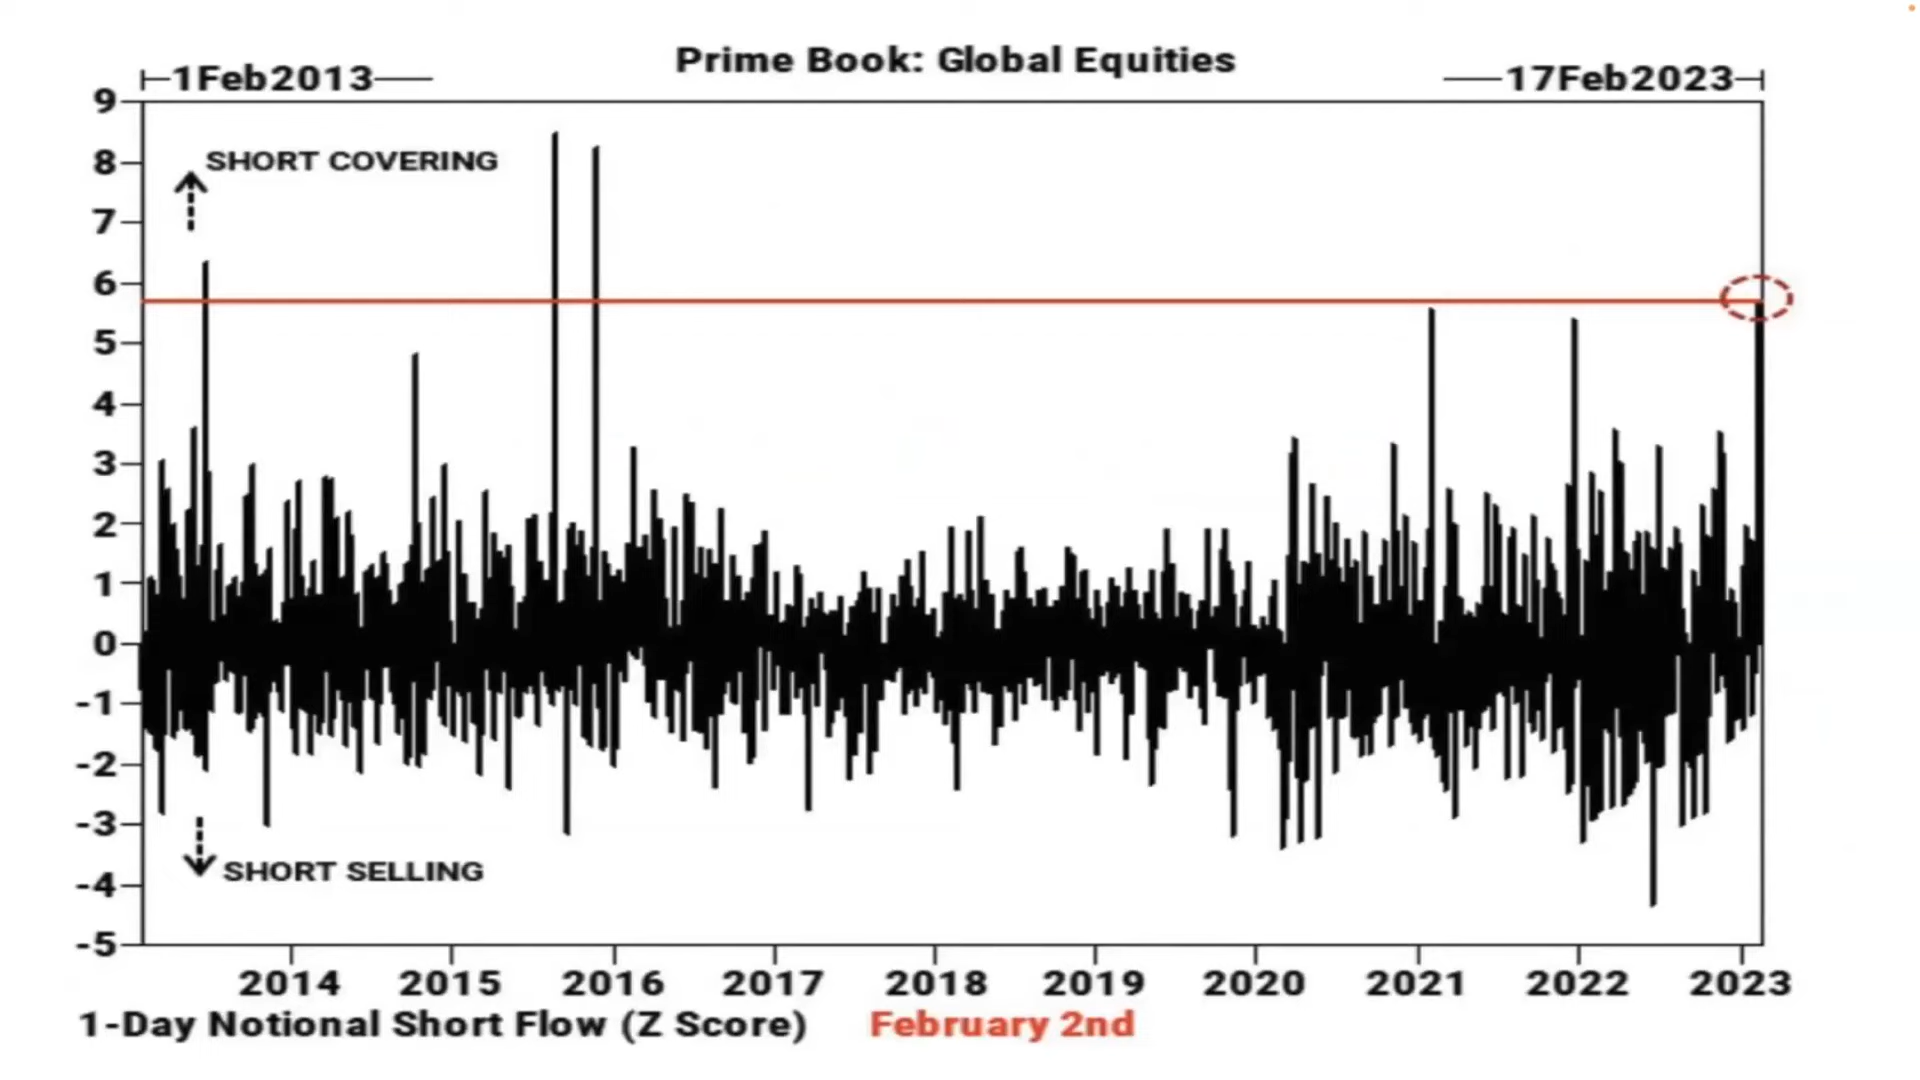 Prime Book: Global Equities
1Feb2013
17Feb2023
9
8
7
6
5
4
3
2
1
0
-1
-2
-3
-4
-5
SHORT COVERING
SHORT SELLING
2014 2015 2016 2017 2018 2019 2020 2021 2022 2023
1-Day Notional Short Flow (Z Score) February 2nd